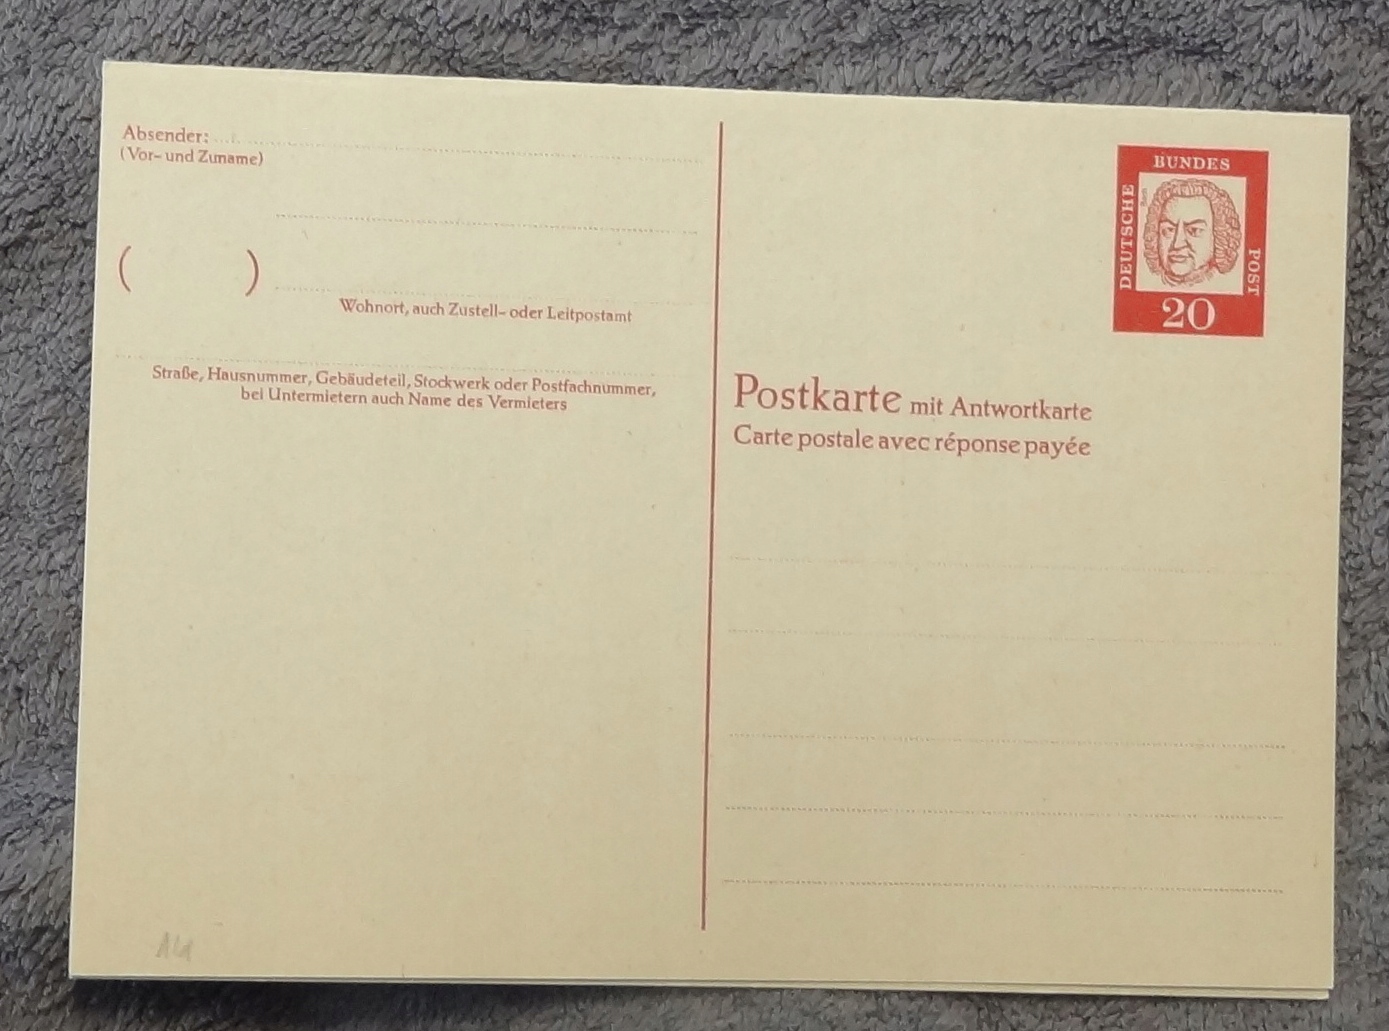 Absender:
(Vor- und Zuname)
( )
Wohnort, auch Zustell- oder Leitpostamt
Straße, Hausnummer, Gebäudeteil, Stockwerk oder Postfachnummer,
bei Untermietern auch Name des Vermieters
DEUTSCHE
BUNDES
POST
20
Postkarte mit Antwortkarte
Carte postale avec réponse payée